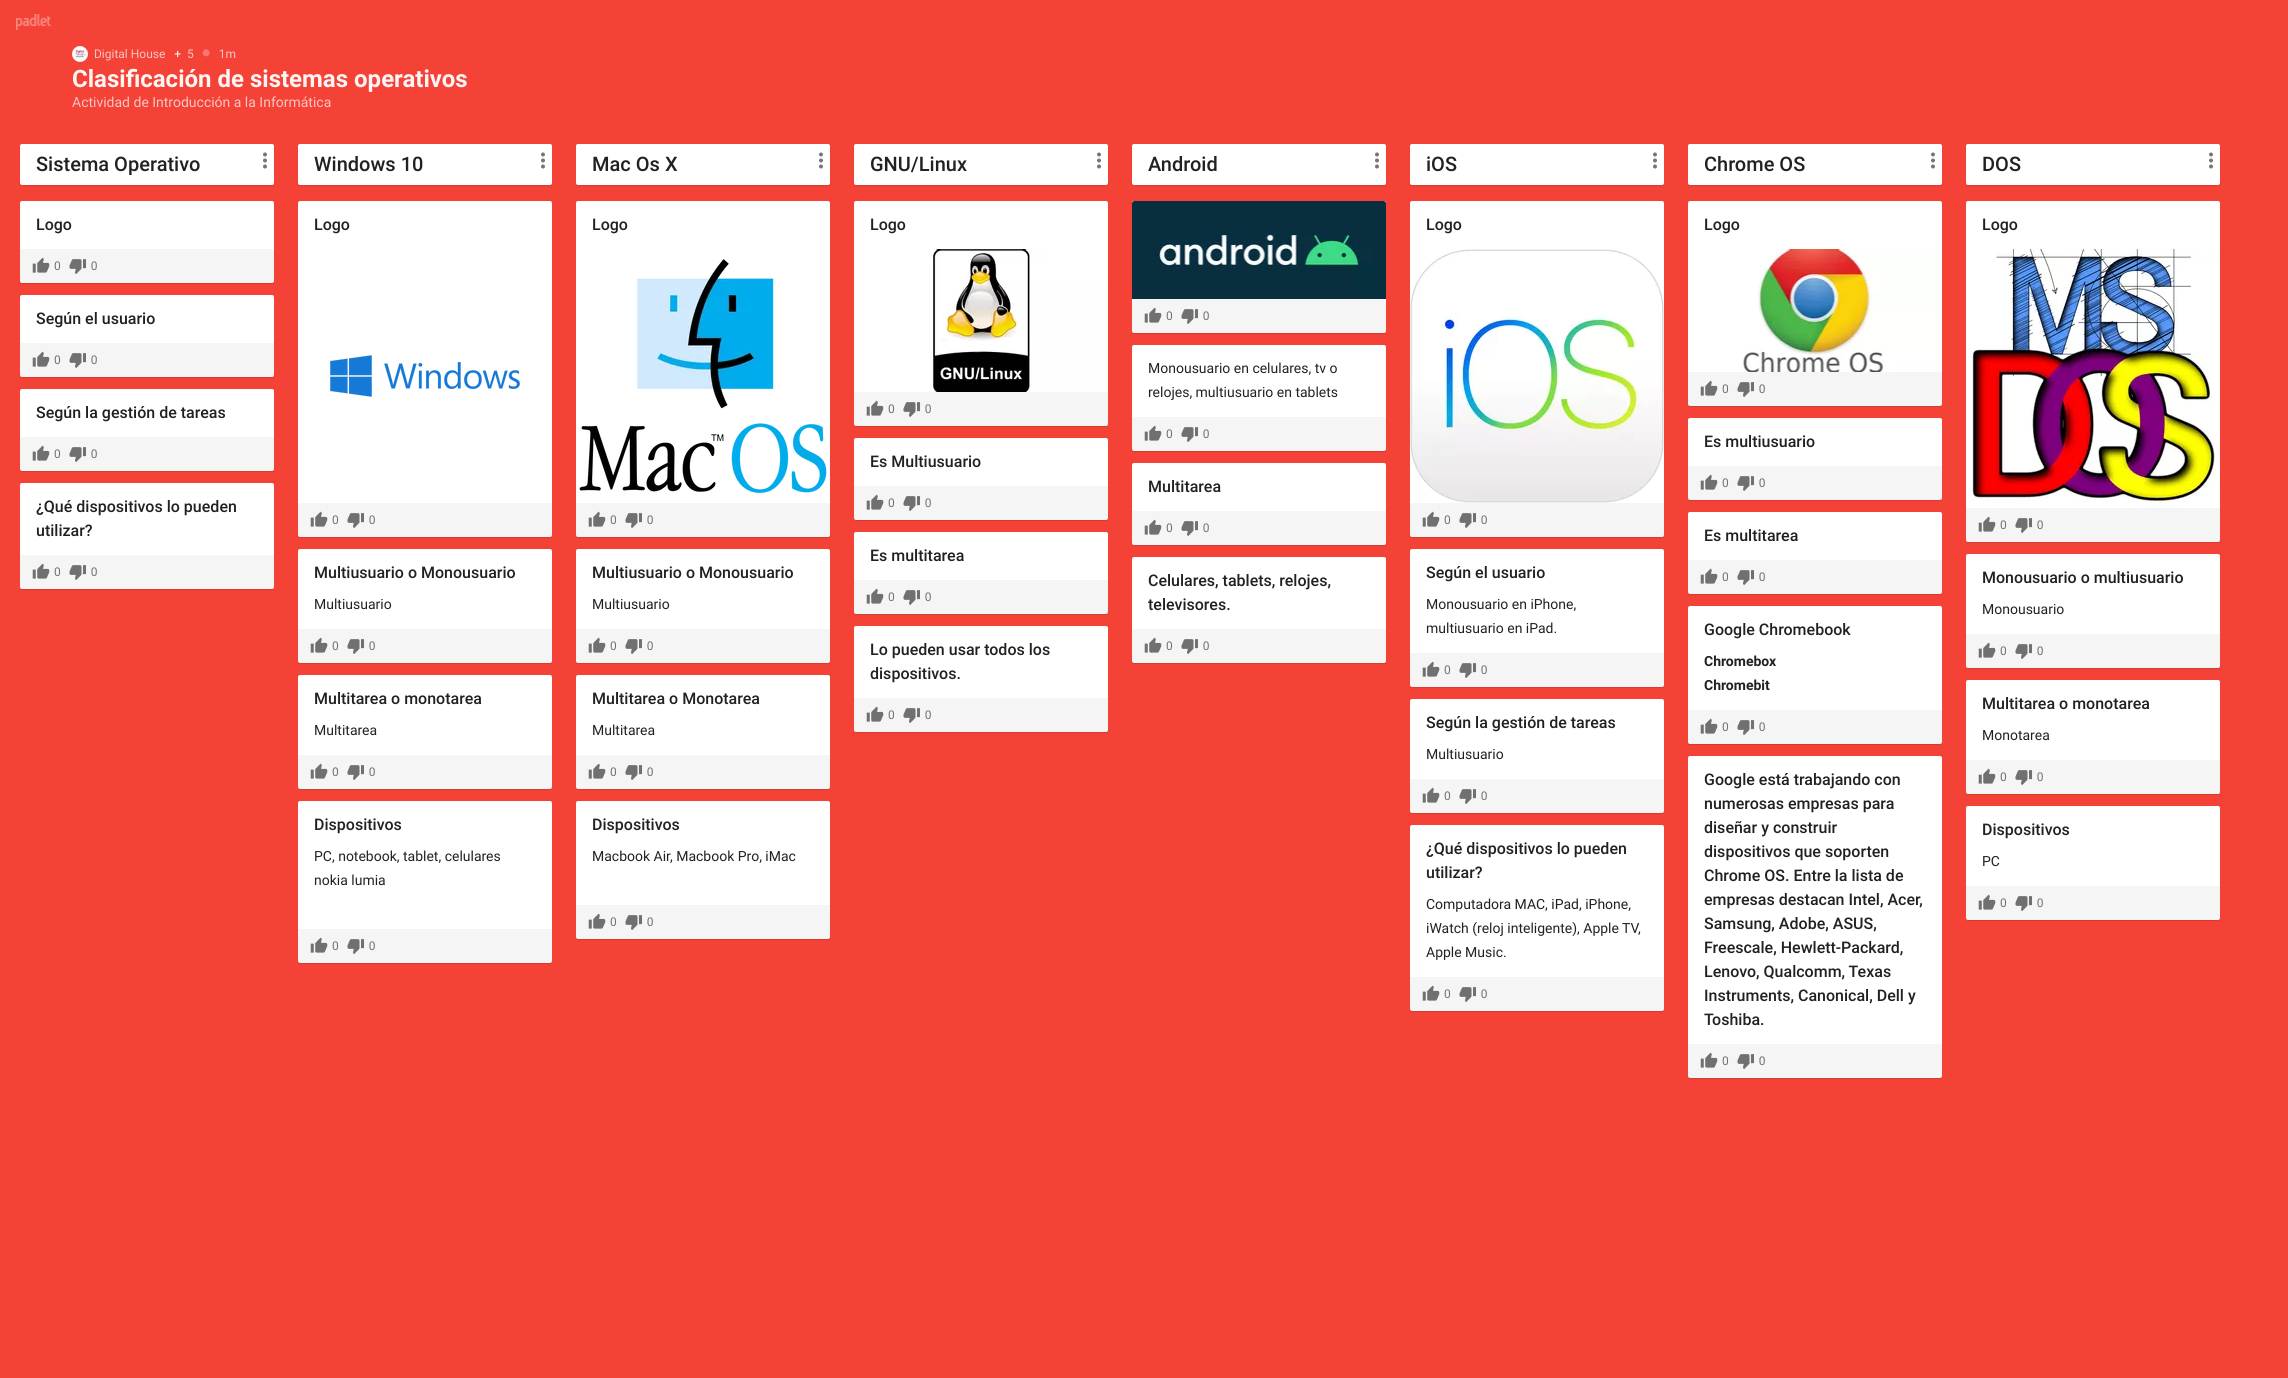 padlet
Digital House + 5 1m
Clasificación de sistemas operativos
Actividad de Introducción a la Informática
Sistema Operativo
Logo
0 0
Según el usuario
0 0
Según la gestión de tareas
0 0
¿Qué dispositivos lo pueden
utilizar?
0 0
Windows 10
Logo
Windows
0 0
Multiusuario o Monousuario
Multiusuario
0 0
Multitarea o monotarea
Multitarea
0 0
Dispositivos
PC, notebook, tablet, celulares
nokia lumia
0 0
Mac Os X
Logo
Mac™ OS
0 0
Multiusuario o Monousuario
Multiusuario
0 0
Multitarea o Monotarea
Multitarea
0 0
Dispositivos
Macbook Air, Macbook Pro, iMac
0 0
GNU/Linux
Logo
GNU/Linux
0 0
Es Multiusuario
0 0
Es multitarea
0 0
Lo pueden usar todos los
dispositivos.
0 0
Android
android
0 0
Monousuario en celulares, tv o
relojes, multiusuario en tablets
0 0
Multitarea
0 0
Celulares, tablets, relojes,
televisores.
0 0
iOS
Logo
iOS
0 0
Según el usuario
Monousuario en iPhone,
multiusuario en iPad.
0 0
Según la gestión de tareas
Multiusuario
0 0
¿Qué dispositivos lo pueden
utilizar?
Computadora MAC, iPad, iPhone,
iWatch (reloj inteligente), Apple TV,
Apple Music.
0 0
Chrome OS
Logo
Chrome OS
0 0
Es multiusuario
0 0
Es multitarea
0 0
Google Chromebook
Chromebox
Chromebit
0 0
Google está trabajando con
numerosas empresas para
diseñar y construir
dispositivos que soporten
Chrome OS. Entre la lista de
empresas destacan Intel, Acer,
Samsung, Adobe, ASUS,
Freescale, Hewlett-Packard,
Lenovo, Qualcomm, Texas
Instruments, Canonical, Dell y
Toshiba.
0 0
DOS
Logo
MS
DOS
0 0
Monousuario o multiusuario
Monousuario
0 0
Multitarea o monotarea
Monotarea
0 0
Dispositivos
PC
0 0